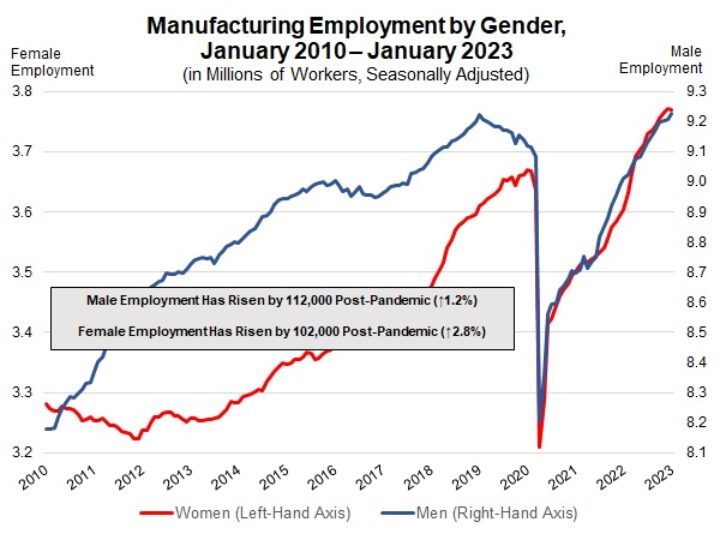 Manufacturing Employment by Gender,
January 2010 – January 2023
(in Millions of Workers, Seasonally Adjusted)
Female
Employment
Male
Employment
3.8
3.7
3.6
3.5
3.4
3.3
3.2
9.3
9.2
9.1
9.0
8.9
8.8
8.7
8.6
8.5
8.4
8.3
8.2
8.1
Male Employment Has Risen by 112,000 Post-Pandemic (↑1.2%)
Female Employment Has Risen by 102,000 Post-Pandemic (↑2.8%)
2010 2011 2012 2013 2014 2015 2016 2017 2018 2019 2020 2021 2022 2023
Women (Left-Hand Axis) Men (Right-Hand Axis)